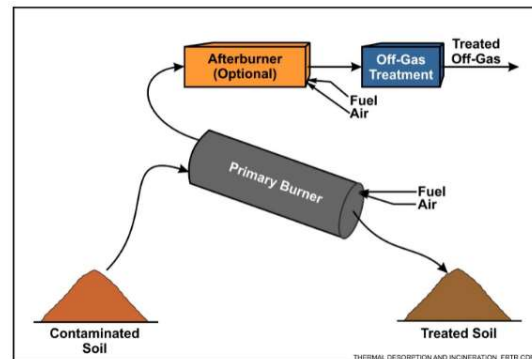 Afterburner
(Optional)
Off-Gas
Treatment
Treated
Off-Gas
Fuel
Air
Primary Burner
Fuel
Air
Contaminated
Soil
Treated Soil
THERMAL DESORPTION AND INCINERATION, FRTR.